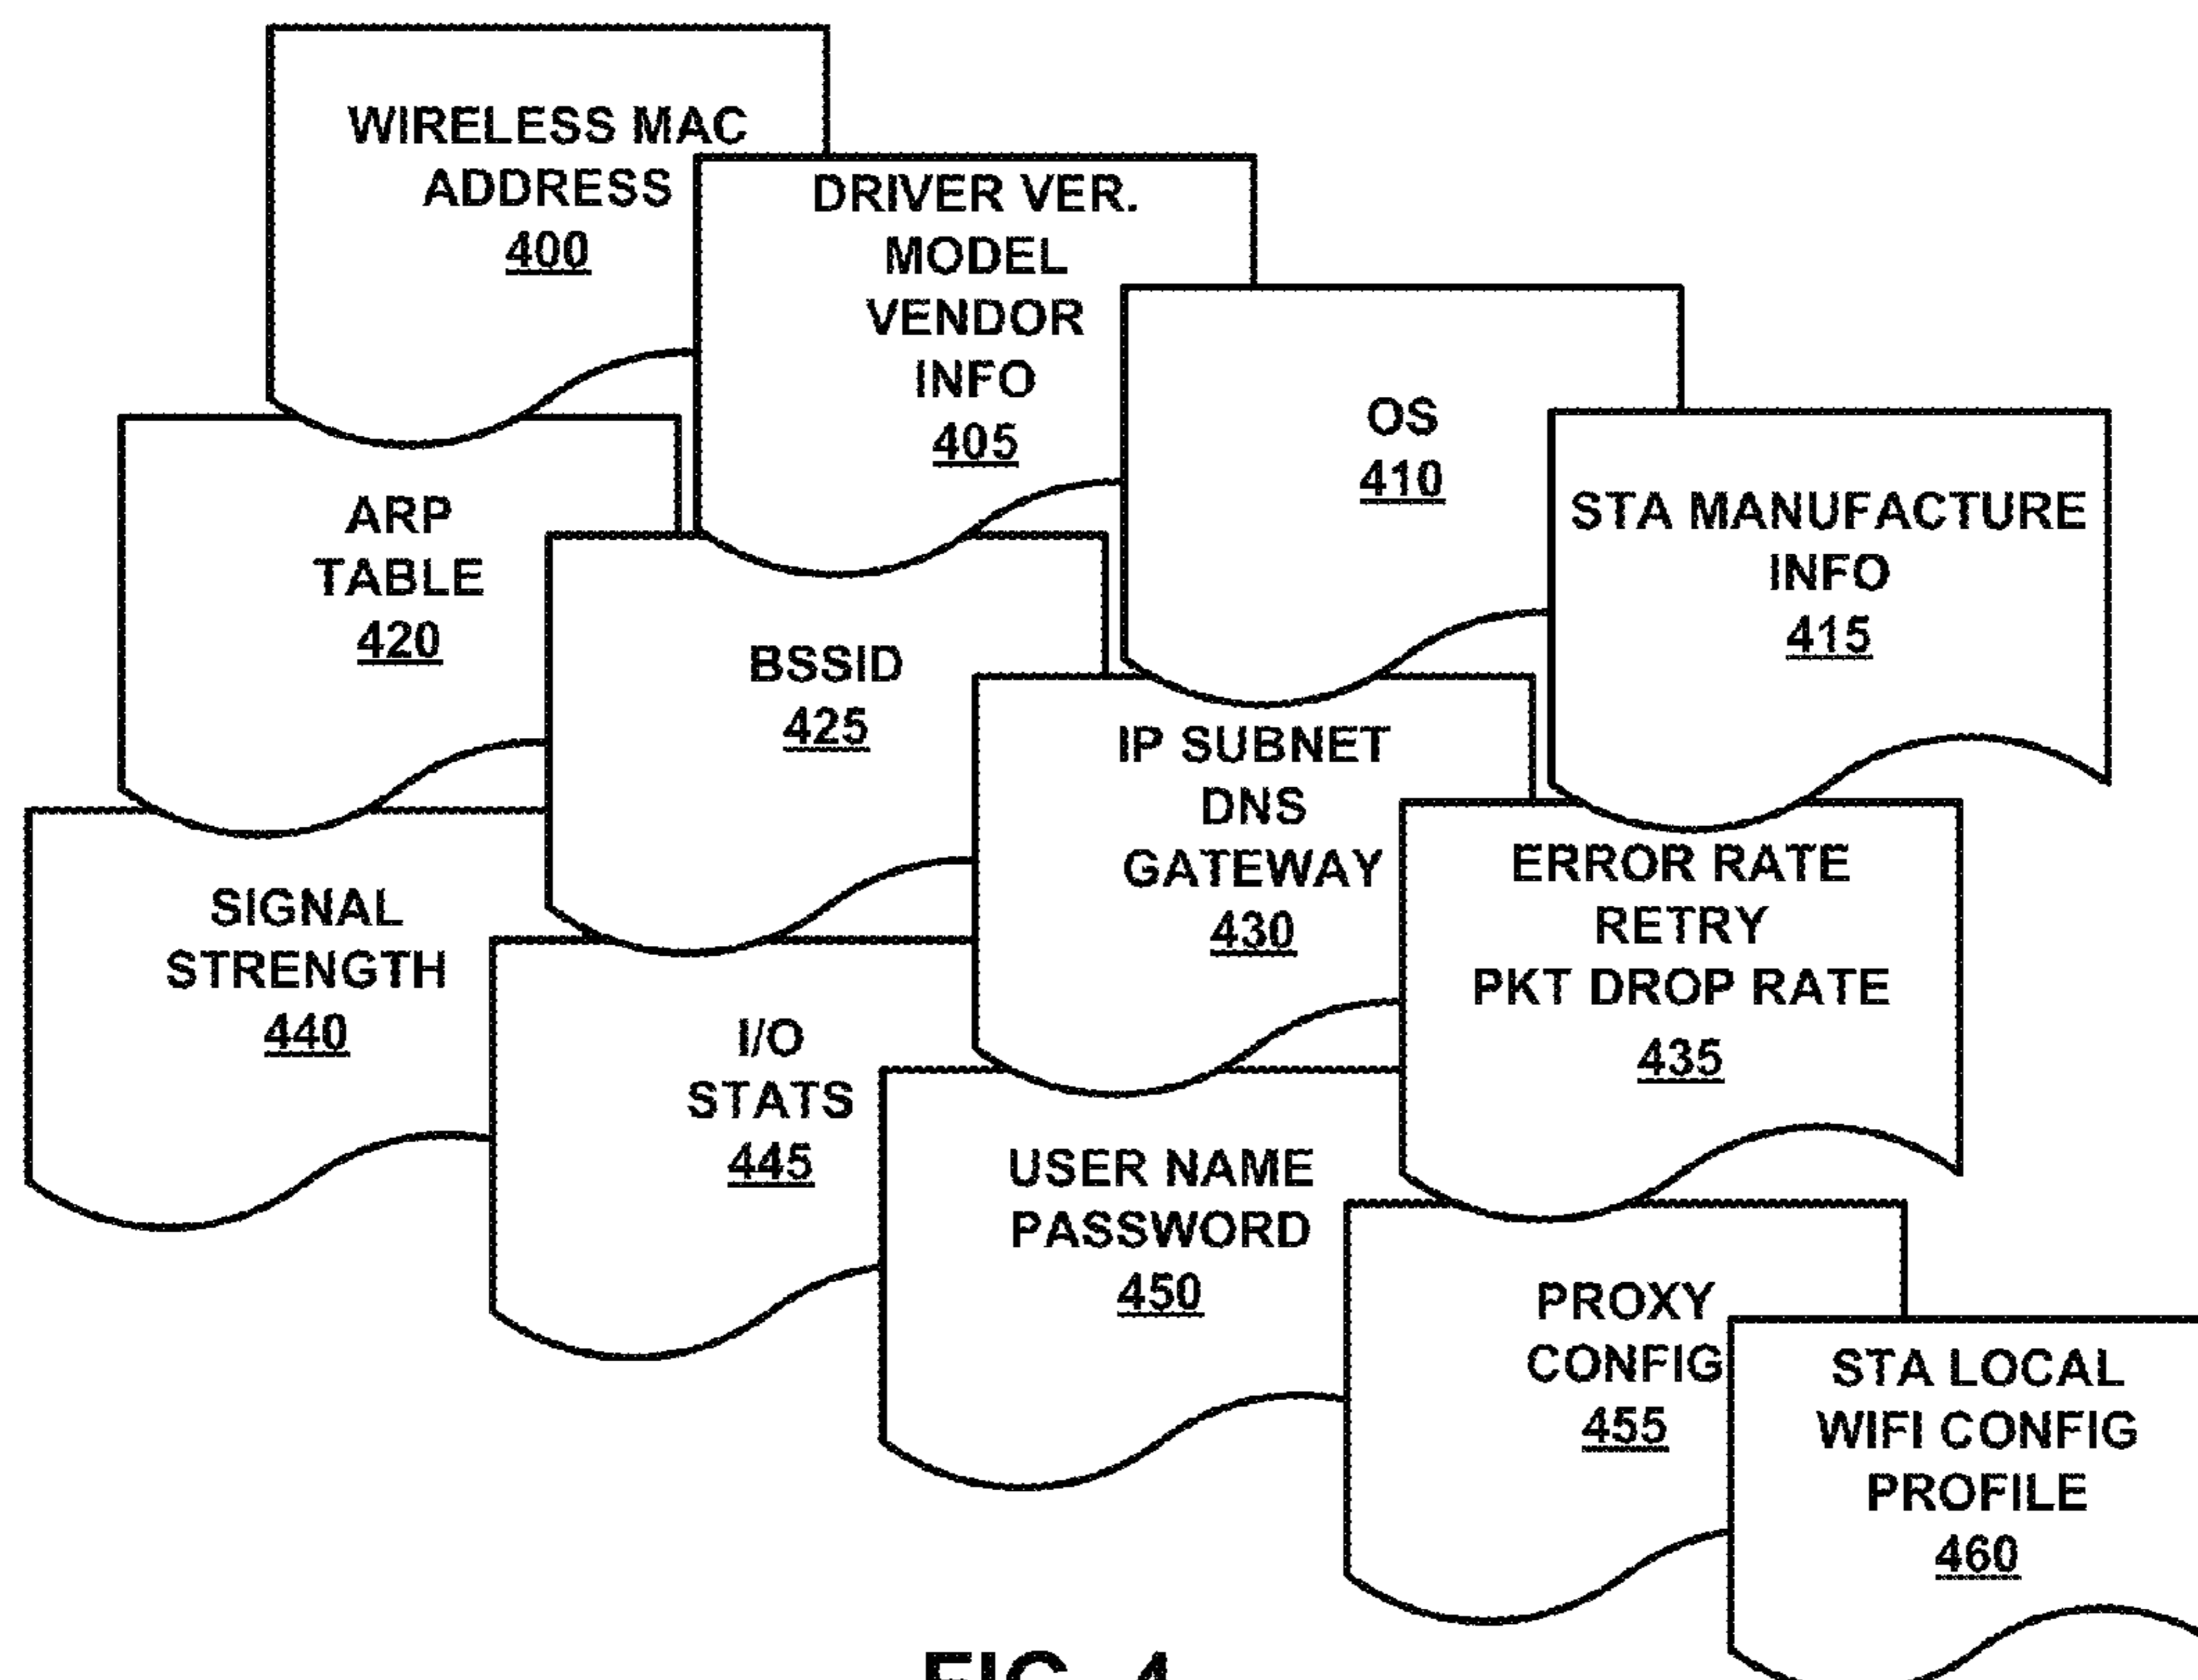 WIRELESS MAC
ADDRESS
400
DRIVER VER.
MODEL
VENDOR
INFO
405
OS
410
STA MANUFACTURE
INFO
415
ARP
TABLE
420
BSSID
425
IP SUBNET
DNS
GATEWAY
430
ERROR RATE
RETRY
PKT DROP RATE
435
SIGNAL
STRENGTH
440
I/O
STATS
445
USER NAME
PASSWORD
450
PROXY
CONFIG
455
STA LOCAL
WIFI CONFIG
PROFILE
460
FIG. 4